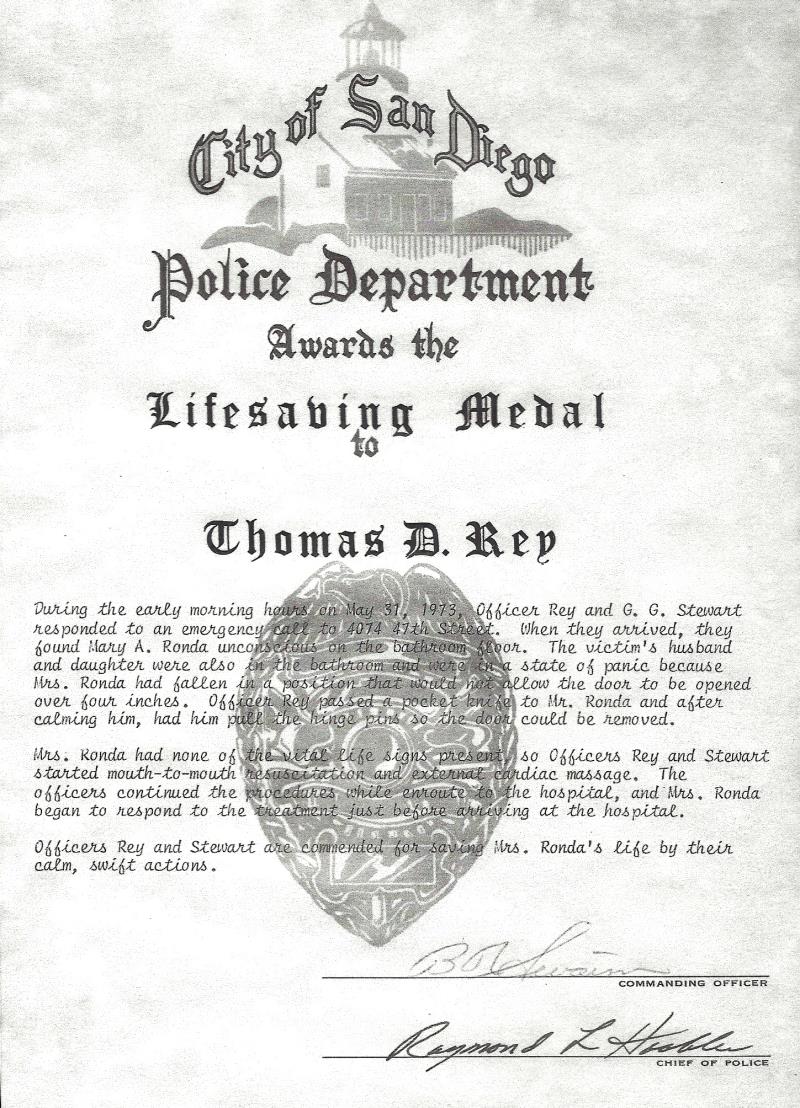 City of San Diego
Police Department
Awards the
Lifesaving Medal
to
Thomas D. Rey
During the early morning hours on May 31, 1973, Officer Rey and G. G. Stewart
responded to an emergency call to 4074 47th Street. When they arrived, they
found Mary A. Ronda unconscious on the bathroom floor. The victim's husband
and daughter were also in the bathroom and were in a state of panic because
Mrs. Ronda had fallen in a position that would not allow the door to be opened
over four inches. Officer Rey passed a pocket knife to Mr. Ronda and after
calming him, had him pull the hinge pins so the door could be removed.
Mrs. Ronda had none of the vital life signs present, so Officers Rey and Stewart
started mouth-to-mouth resuscitation and external cardiac massage. The
officers continued the procedures while enroute to the hospital, and Mrs. Ronda
began to respond to the treatment just before arriving at the hospital.
Officers Rey and Stewart are commended for saving Mrs. Ronda's life by their
calm, swift actions.
COMMANDING OFFICER
Raymond L Hoobler
CHIEF OF POLICE